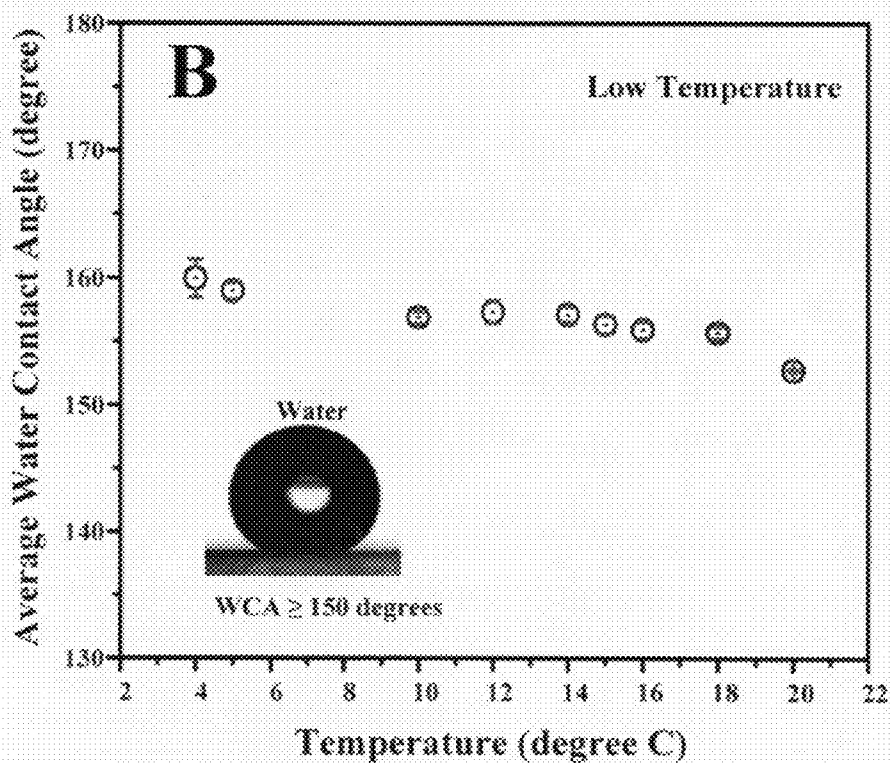 B
Low Temperature
Average Water Contact Angle (degree)
180
170
160
150
140
130
Water
WCA ≥ 150 degrees
2 4 6 8 10 12 14 16 18 20 22
Temperature (degree C)